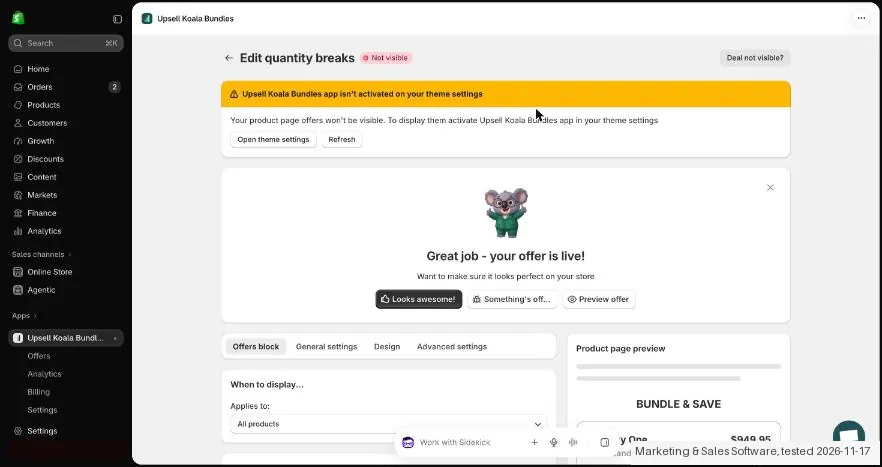 Upsell Koala Bundles
Search ⌘K
Home
Orders 2
Products
Customers
Growth
Discounts
Content
Markets
Finance
Analytics
Sales channels
Online Store
Agentic
Apps
Upsell Koala Bundl...
Offers
Analytics
Billing
Settings
Settings
Edit quantity breaks Not visible
Deal not visible?
Upsell Koala Bundles app isn't activated on your theme settings
Your product page offers won't be visible. To display them activate Upsell Koala Bundles app in your theme settings
Open theme settings Refresh
Great job - your offer is live!
Want to make sure it looks perfect on your store
Looks awesome! Something's off... Preview offer
Offers block General settings Design Advanced settings
When to display...
Applies to:
All products
Product page preview
BUNDLE & SAVE
y One $949.95
Work with Sidekick
and
Marketing & Sales Software, tested 2026-11-17